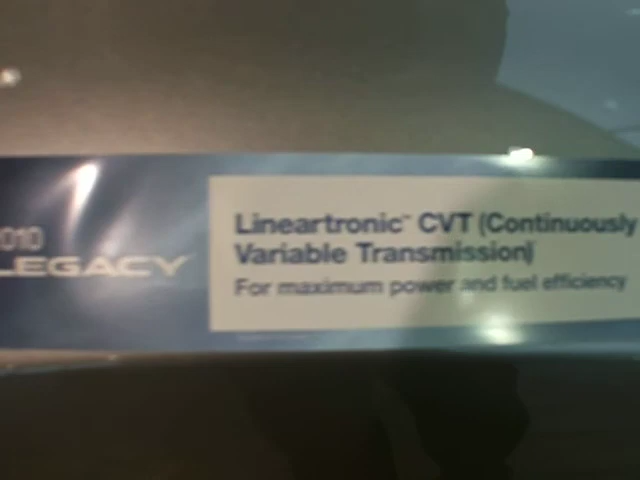 010
LEGACY
Lineartronic™ CVT (Continuously
Variable Transmission)
For maximum power and fuel efficiency